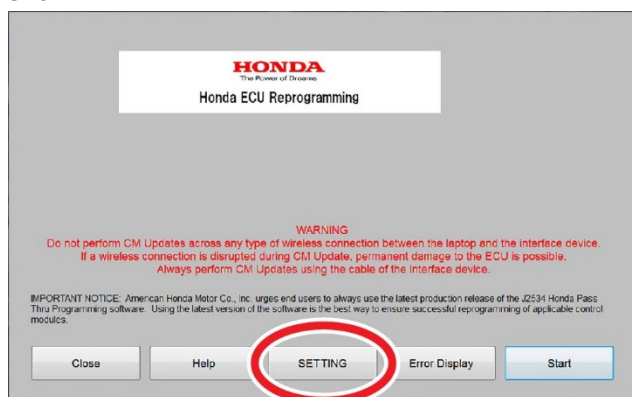 HONDA
The Power of Dreams
Honda ECU Reprogramming
WARNING
Do not perform CM Updates across any type of wireless connection between the laptop and the interface device.
If a wireless connection is disrupted during CM Update, permanent damage to the ECU is possible.
Always perform CM Updates using the cable of the interface device.
IMPORTANT NOTICE: American Honda Motor Co., Inc. urges end users to always use the latest production release of the J2534 Honda Pass
Thru Programming software. Using the latest version of the software is the best way to ensure successful reprogramming of applicable control
modules.
Close Help SETTING Error Display Start